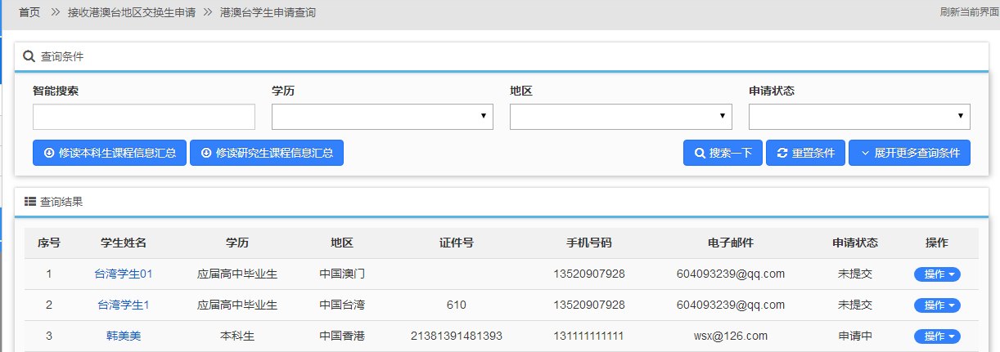 首页 >> 接收港澳台地区交换生申请 >> 港澳台学生申请查询 刷新当前界面
查询条件
智能搜索 学历 地区 申请状态
修读本科生课程信息汇总 修读研究生课程信息汇总 搜索一下 重置条件 展开更多查询条件
查询结果
序号 学生姓名 学历 地区 证件号 手机号码 电子邮件 申请状态 操作
1 台湾学生01 应届高中毕业生 中国澳门 13520907928 604093239@qq.com 未提交 操作
2 台湾学生1 应届高中毕业生 中国台湾 610 13520907928 604093239@qq.com 未提交 操作
3 韩美美 本科生 中国香港 21381391481393 131111111111 wsx@126.com 申请中 操作